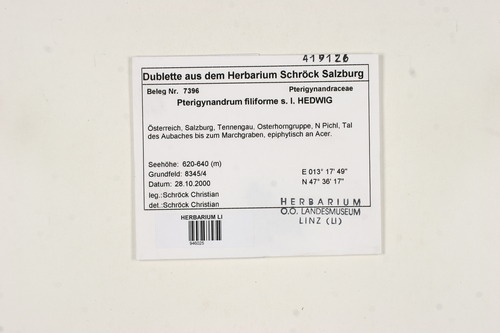 419126
Dublette aus dem Herbarium Schröck Salzburg
Beleg Nr. 7396 Pterigynandraceae
Pterigynandrum filiforme s. l. HEDWIG
Österreich, Salzburg, Tennengau, Osterhorngruppe, N Pichl, Tal
des Aubaches bis zum Marchgraben, epiphytisch an Acer.
Seehöhe: 620-640 (m)
Grundfeld: 8345/4 E 013° 17' 49"
Datum: 28.10.2000 N 47° 36' 17"
leg.:Schröck Christian
det.:Schröck Christian
HERBARIUM
O.Ö. LANDESMUSEUM
LINZ (LI)
HERBARIUM LI
945025